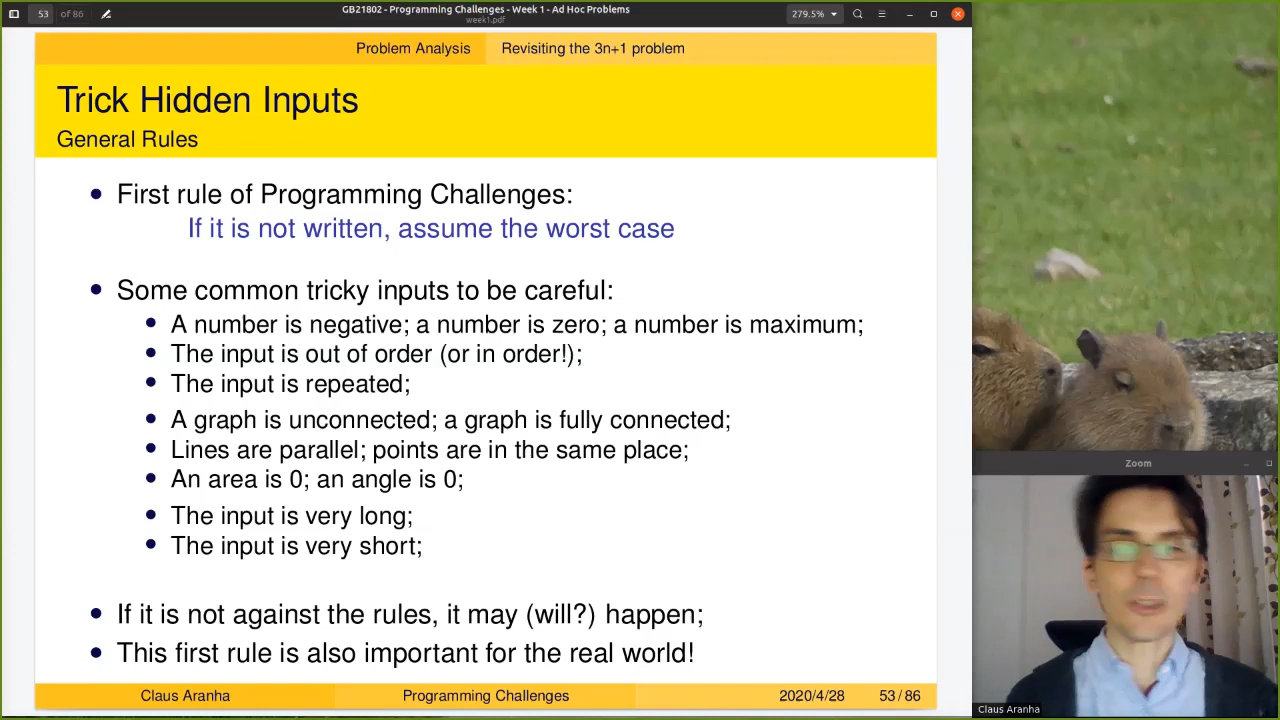 53 of 86
GB21802 - Programming Challenges - Week 1 - Ad Hoc Problems
week1.pdf
279.5%
Problem Analysis
Revisiting the 3n+1 problem
Trick Hidden Inputs
General Rules
First rule of Programming Challenges:
If it is not written, assume the worst case
Some common tricky inputs to be careful:
A number is negative; a number is zero; a number is maximum;
The input is out of order (or in order!);
The input is repeated;
A graph is unconnected; a graph is fully connected;
Lines are parallel; points are in the same place;
An area is 0; an angle is 0;
The input is very long;
The input is very short;
If it is not against the rules, it may (will?) happen;
This first rule is also important for the real world!
Claus Aranha
Programming Challenges
2020/4/28
53 / 86
Zoom
Claus Aranha